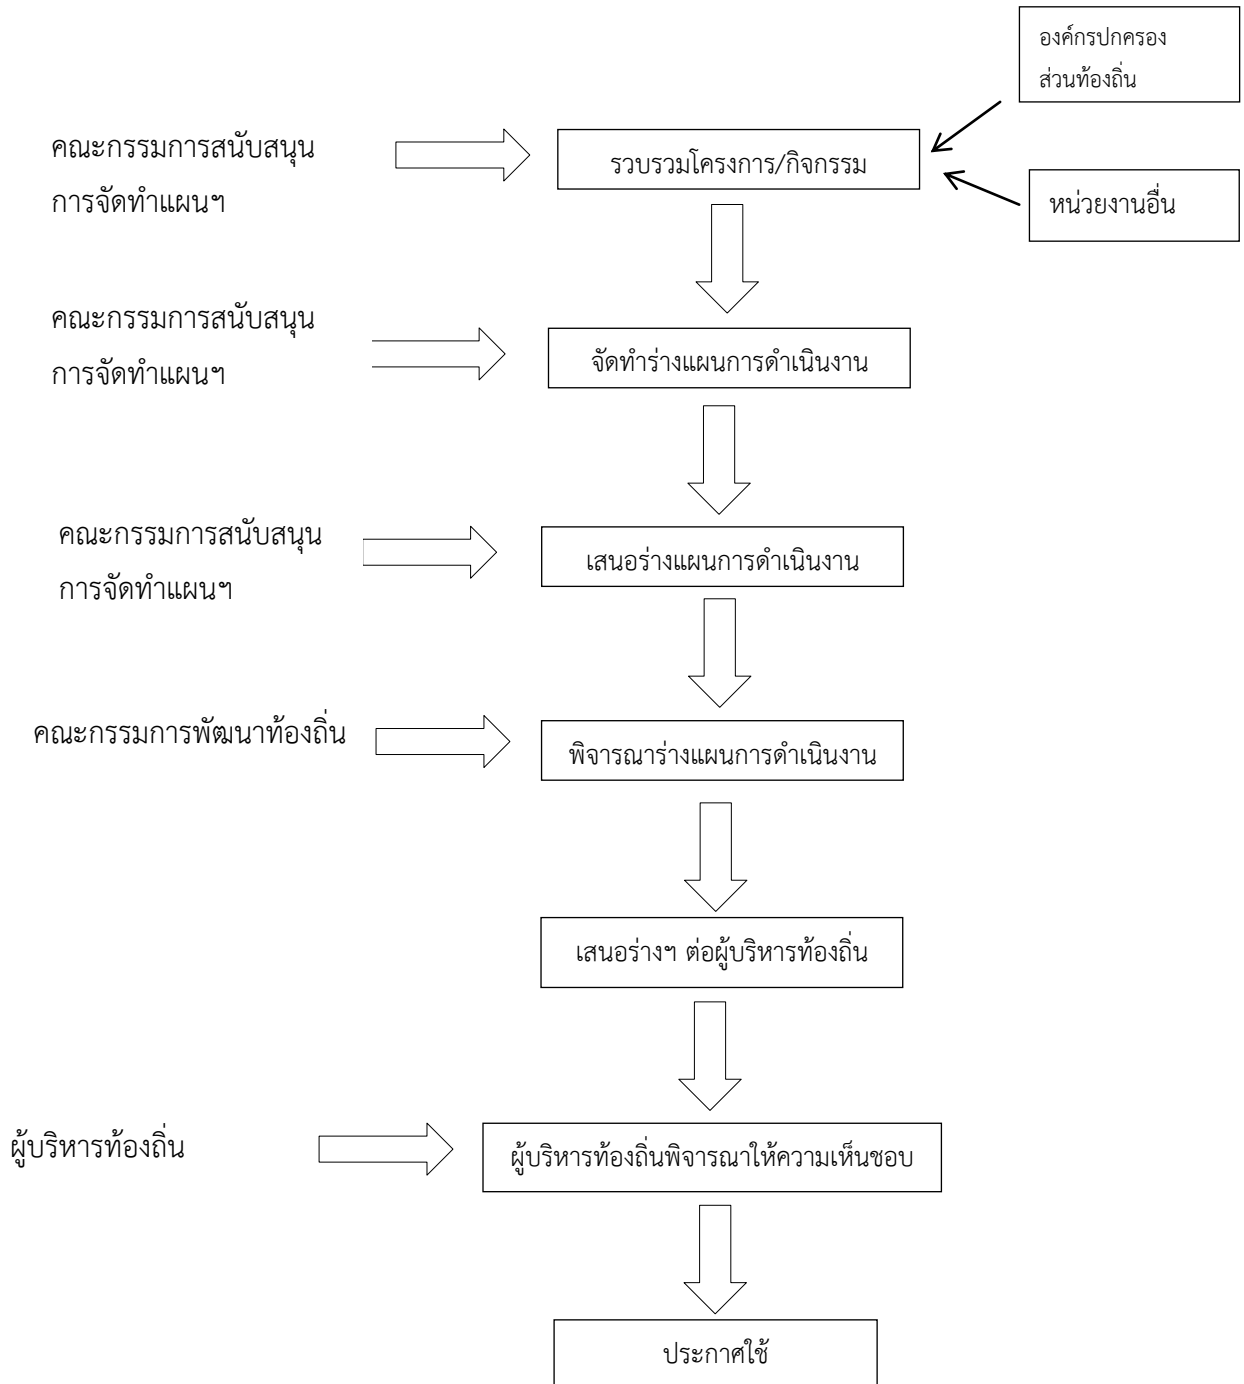 องค์กรปกครอง
ส่วนท้องถิ่น
คณะกรรมการสนับสนุน
การจัดทำแผนฯ
รวบรวมโครงการ/กิจกรรม
หน่วยงานอื่น
คณะกรรมการสนับสนุน
การจัดทำแผนฯ
จัดทำร่างแผนการดำเนินงาน
คณะกรรมการสนับสนุน
การจัดทำแผนฯ
เสนอร่างแผนการดำเนินงาน
คณะกรรมการพัฒนาท้องถิ่น
พิจารณาร่างแผนการดำเนินงาน
เสนอร่างฯ ต่อผู้บริหารท้องถิ่น
ผู้บริหารท้องถิ่น
ผู้บริหารท้องถิ่นพิจารณาให้ความเห็นชอบ
ประกาศใช้